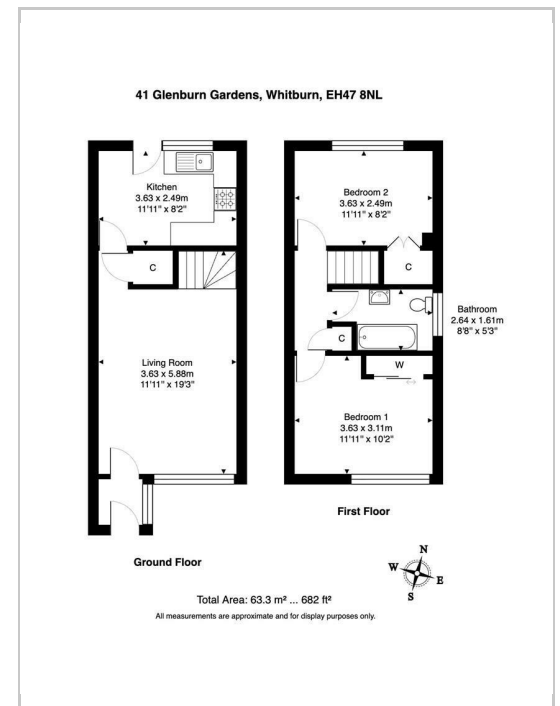 41 Glenburn Gardens, Whitburn, EH47 8NL
Kitchen
3.63 x 2.49m
11'11" x 8'2"
C
Living Room
3.63 x 5.88m
11'11" x 19'3"
Ground Floor
Bedroom 2
3.63 x 2.49m
11'11" x 8'2"
C
Bathroom
2.64 x 1.61m
8'8" x 5'3"
C
W
Bedroom 1
3.63 x 3.11m
11'11" x 10'2"
First Floor
N
W
E
S
Total Area: 63.3 m² ... 682 ft²
All measurements are approximate and for display purposes only.